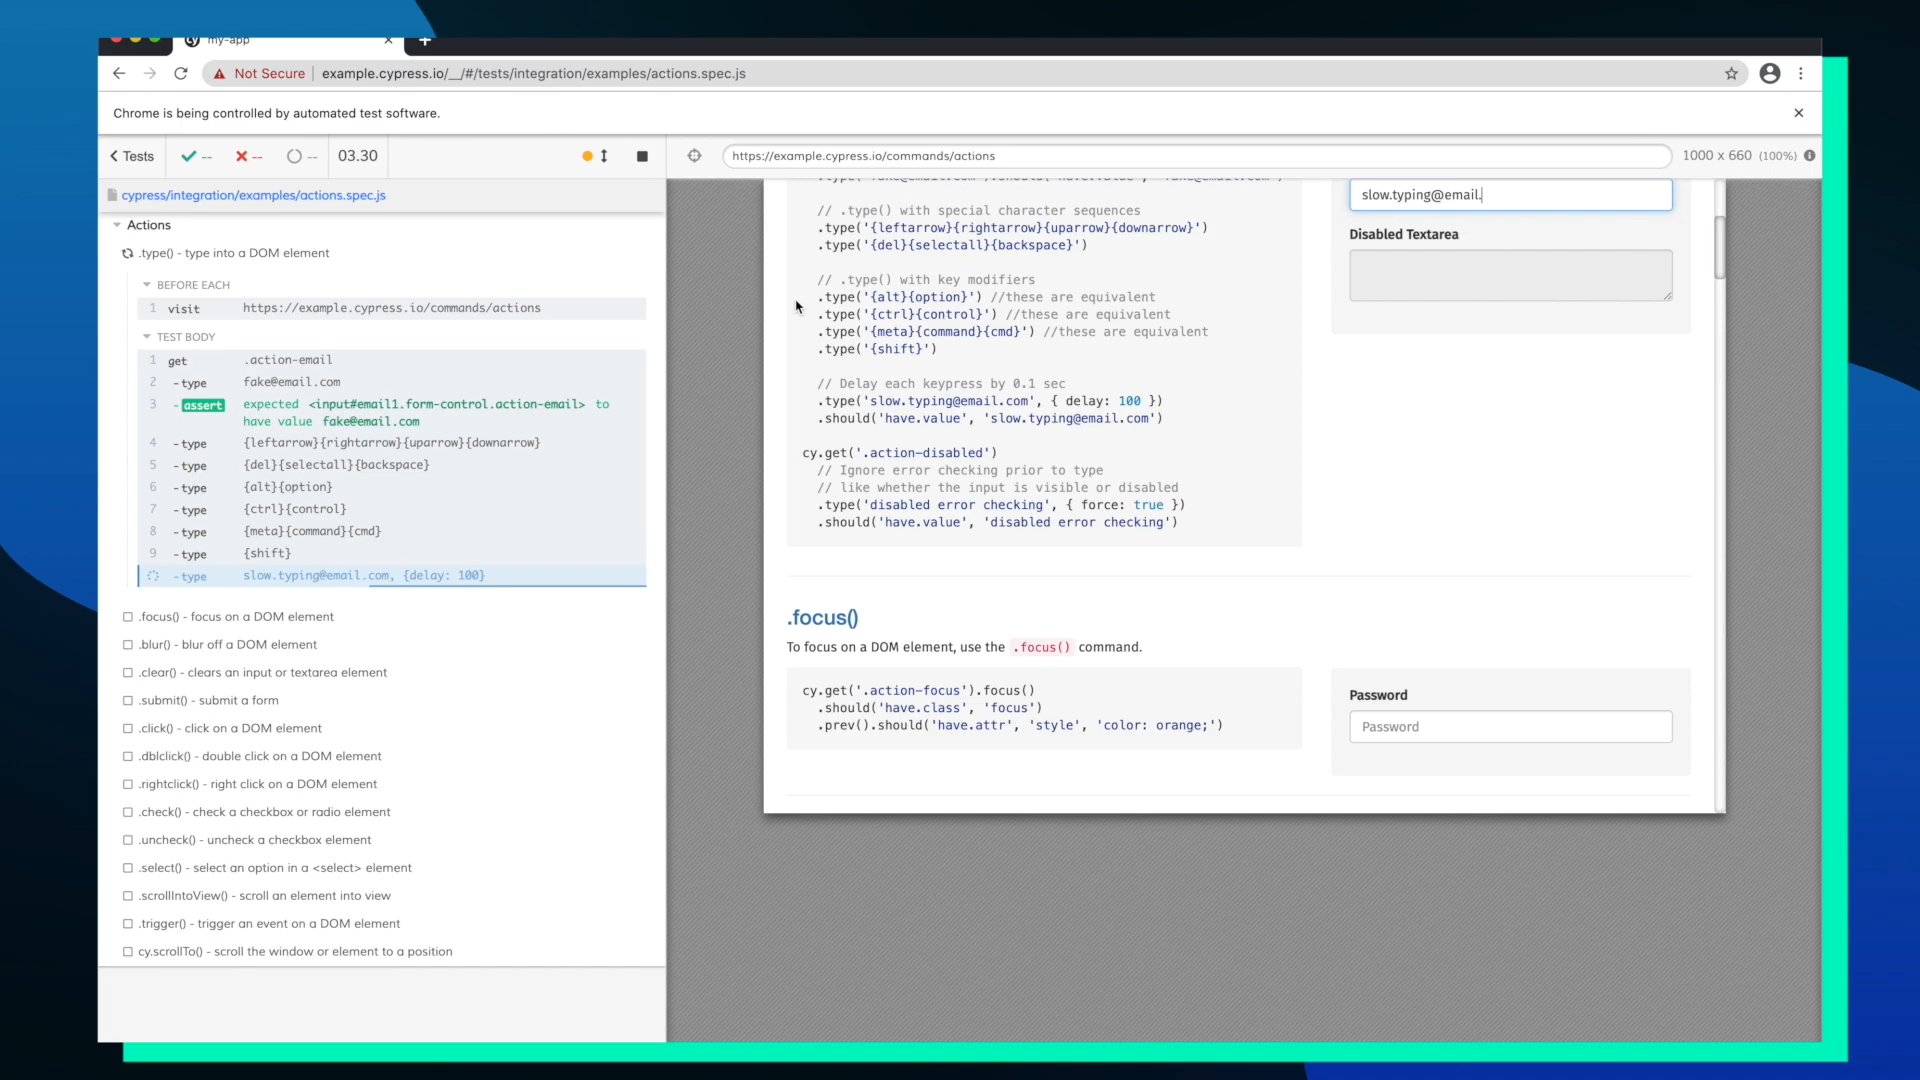 my-app
Not Secure | example.cypress.io/__/#/tests/integration/examples/actions.spec.js
Chrome is being controlled by automated test software.
Tests -- -- -- 03.30
cypress/integration/examples/actions.spec.js
Actions
.type() - type into a DOM element
BEFORE EACH
1 visit https://example.cypress.io/commands/actions
TEST BODY
1 get .action-email
2 -type fake@email.com
3 -assert expected <input#email1.form-control.action-email> to
have value fake@email.com
4 -type {leftarrow}{rightarrow}{uparrow}{downarrow}
5 -type {del}{selectall}{backspace}
6 -type {alt}{option}
7 -type {ctrl}{control}
8 -type {meta}{command}{cmd}
9 -type {shift}
-type slow.typing@email.com, {delay: 100}
.focus() - focus on a DOM element
.blur() - blur off a DOM element
.clear() - clears an input or textarea element
.submit() - submit a form
.click() - click on a DOM element
.dblclick() - double click on a DOM element
.rightclick() - right click on a DOM element
.check() - check a checkbox or radio element
.uncheck() - uncheck a checkbox element
.select() - select an option in a <select> element
.scrollIntoView() - scroll an element into view
.trigger() - trigger an event on a DOM element
cy.scrollTo() - scroll the window or element to a position
https://example.cypress.io/commands/actions
1000 x 660 (100%)
// .type() with special character sequences
.type('{leftarrow}{rightarrow}{uparrow}{downarrow}')
.type('{del}{selectall}{backspace}')
// .type() with key modifiers
.type('{alt}{option}') //these are equivalent
.type('{ctrl}{control}') //these are equivalent
.type('{meta}{command}{cmd}') //these are equivalent
.type('{shift}')
// Delay each keypress by 0.1 sec
.type('slow.typing@email.com', { delay: 100 })
.should('have.value', 'slow.typing@email.com')
cy.get('.action-disabled')
// Ignore error checking prior to type
// like whether the input is visible or disabled
.type('disabled error checking', { force: true })
.should('have.value', 'disabled error checking')
slow.typing@email.
Disabled Textarea
.focus()
To focus on a DOM element, use the .focus() command.
cy.get('.action-focus').focus()
.should('have.class', 'focus')
.prev().should('have.attr', 'style', 'color: orange;')
Password
Password